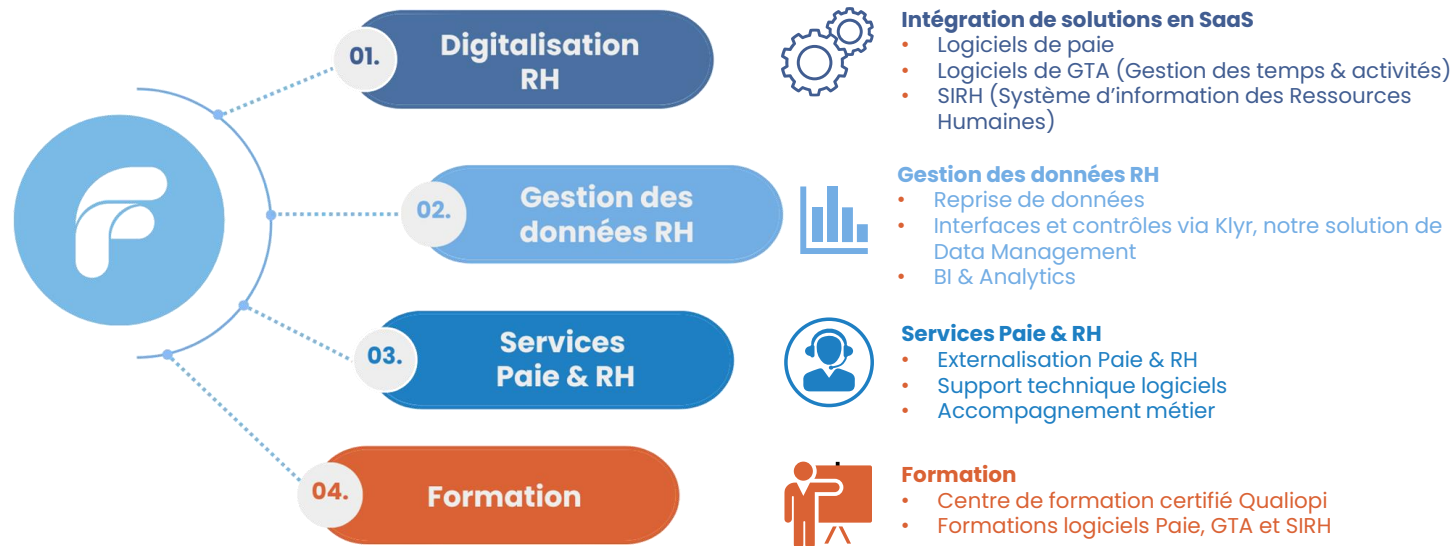 01.
Digitalisation
RH
Intégration de solutions en SaaS
• Logiciels de paie
• Logiciels de GTA (Gestion des temps & activités)
• SIRH (Système d’information des Ressources
Humaines)
02.
Gestion des
données RH
Gestion des données RH
• Reprise de données
• Interfaces et contrôles via Klyr, notre solution de
Data Management
• BI & Analytics
03.
Services
Paie & RH
Services Paie & RH
• Externalisation Paie & RH
• Support technique logiciels
• Accompagnement métier
04.
Formation
Formation
• Centre de formation certifié Qualiopi
• Formations logiciels Paie, GTA et SIRH